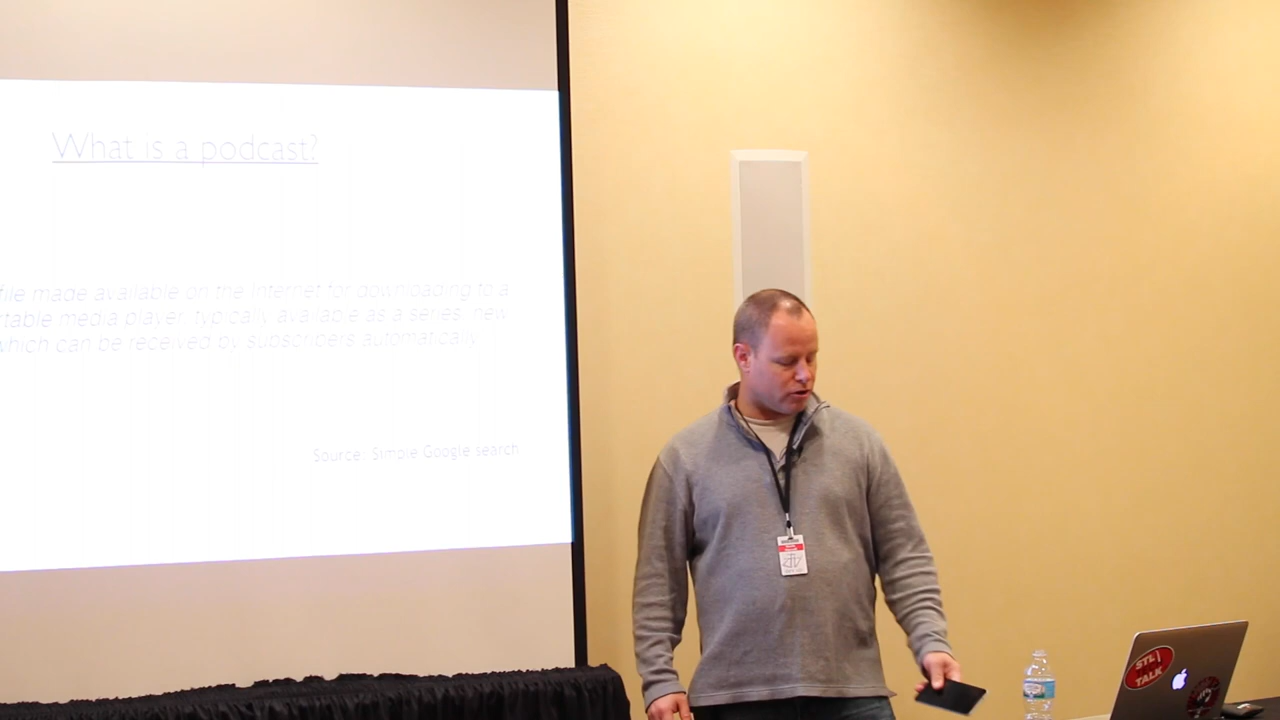 What is a podcast?
file made available on the Internet for downloading to a
rtable media player, typically available as a series, new
which can be received by subscribers automatically
Source: Simple Google search
STL
TALK